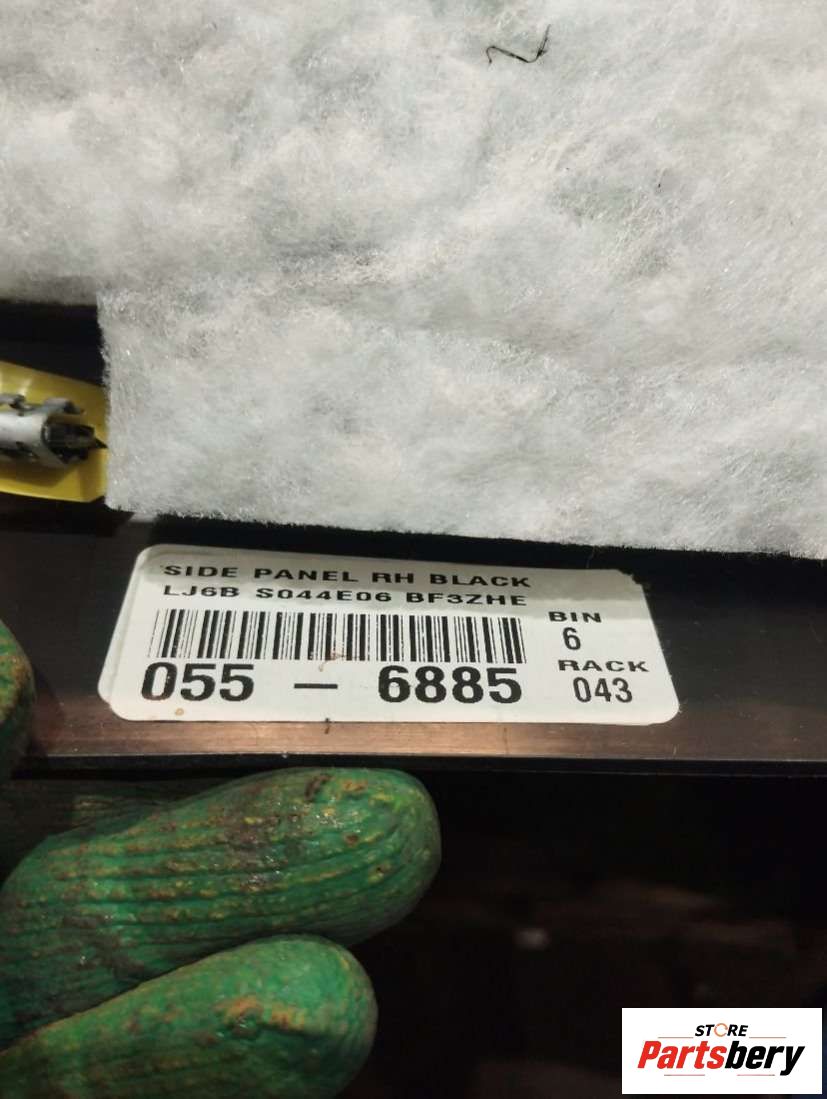 SIDE PANEL RH BLACK
LJ6B S044E06 BF3ZHE
BIN
6
055 – 6885
RACK
043
STORE
Partsbery